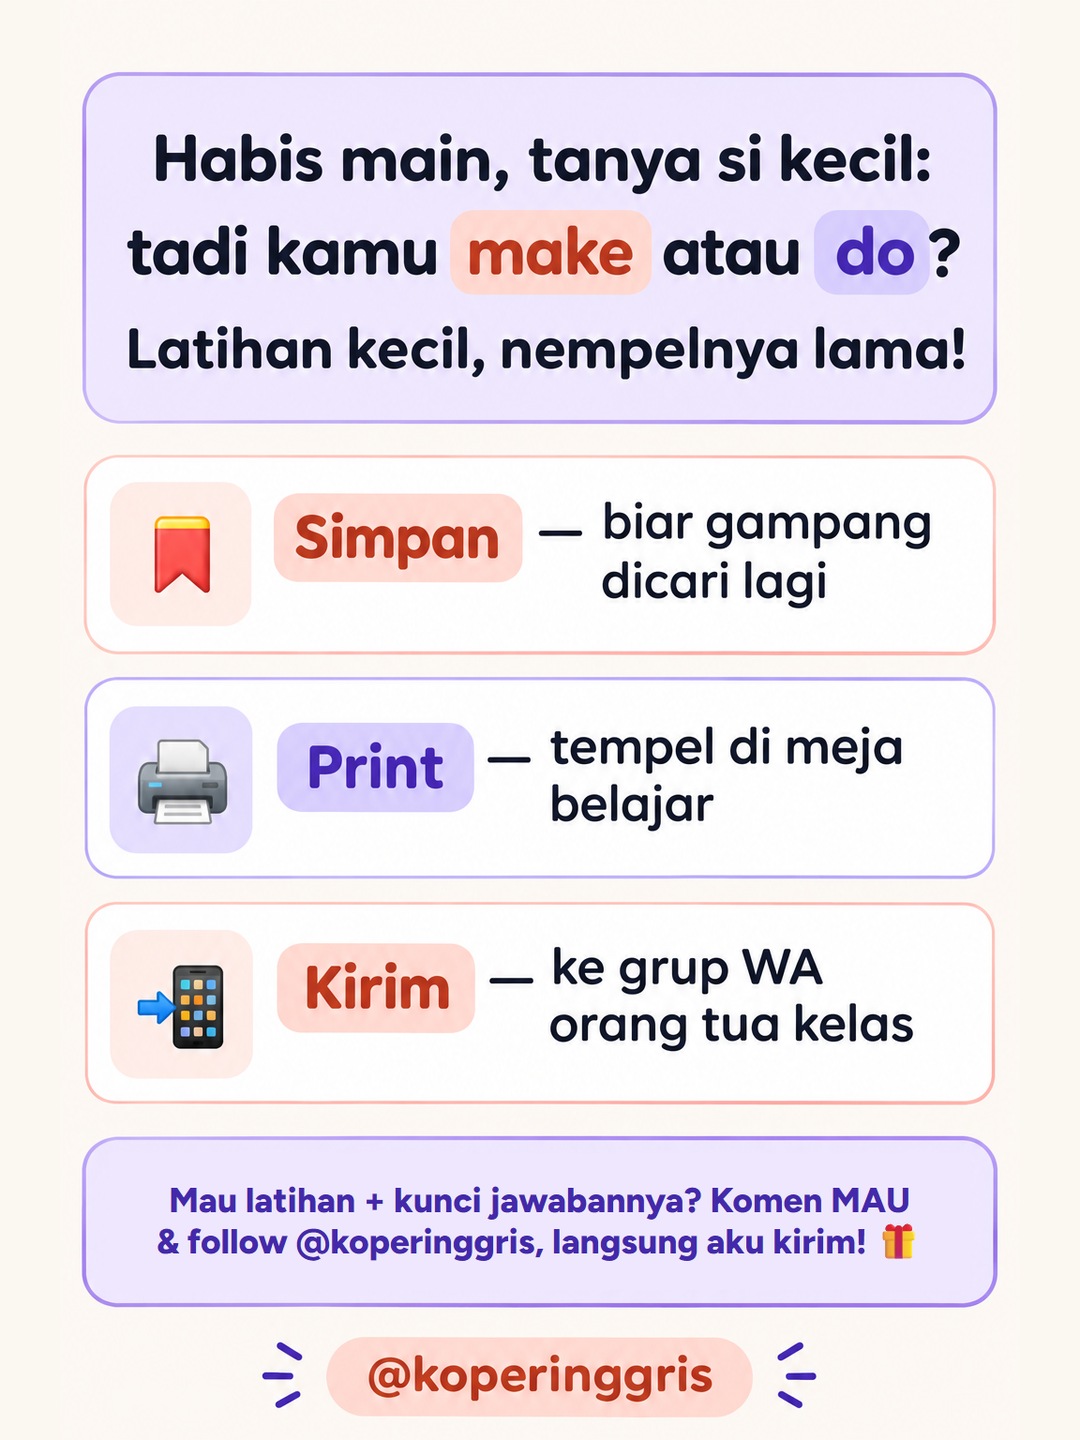 Habis main, tanya si kecil:
tadi kamu make atau do?
Latihan kecil, nempelnya lama!
Simpan — biar gampang
dicari lagi
Print — tempel di meja
belajar
Kirim — ke grup WA
orang tua kelas
Mau latihan + kunci jawabannya? Komen MAU
& follow @koperinggris, langsung aku kirim! 🎁
@koperinggris